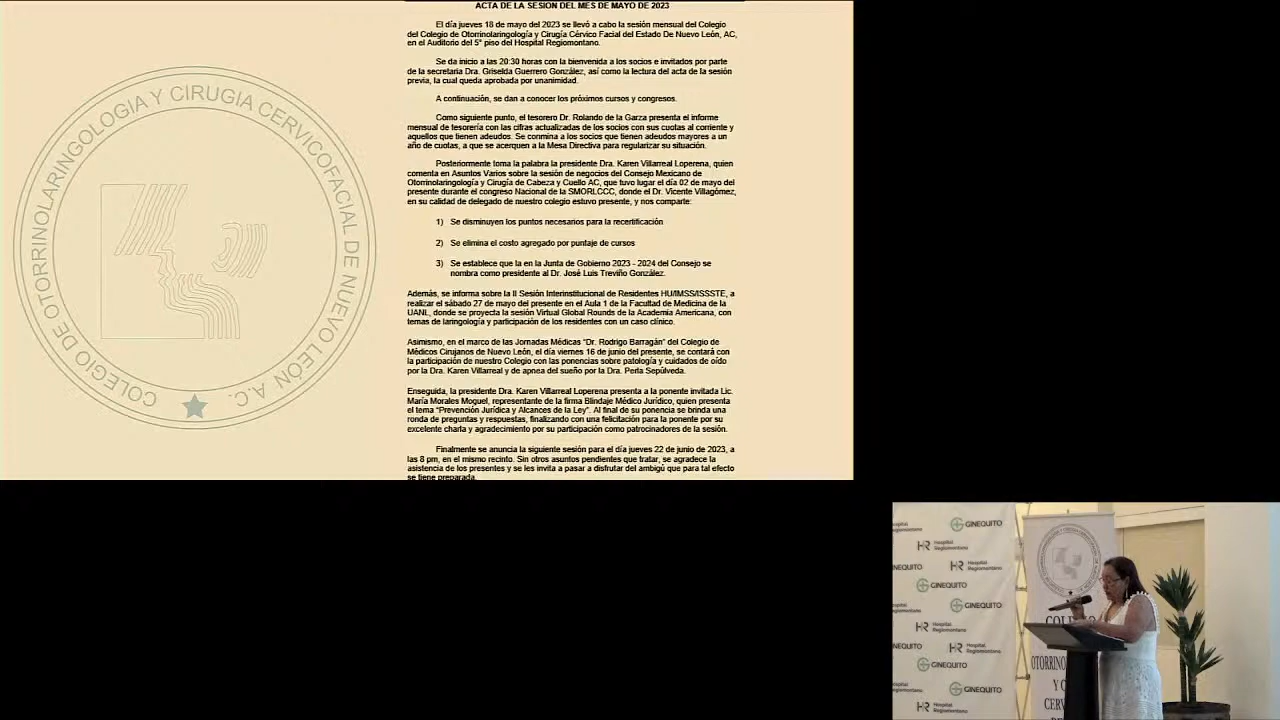 ACTA DE LA SESION DEL MES DE MAYO DE 2023
El día jueves 18 de mayo del 2023 se llevó a cabo la sesión mensual del Colegio
del Colegio de Otorrinolaringología y Cirugía Cérvico Facial del Estado De Nuevo León, AC,
en el Auditorio del 5° piso del Hospital Regiomontano.
Se da inicio a las 20:30 horas con la bienvenida a los socios e invitados por parte
de la secretaria Dra. Griselda Guerrero González, así como la lectura del acta de la sesión
previa, la cual queda aprobada por unanimidad.
A continuación, se dan a conocer los próximos cursos y congresos.
Como siguiente punto, el tesorero Dr. Rolando de la Garza presenta el informe
mensual de tesorería con las cifras actualizadas de los socios con sus cuotas al corriente y
aquellos que tienen adeudos. Se conmina a los socios que tienen adeudos mayores a un
año de cuotas, a que se acerquen a la Mesa Directiva para regularizar su situación.
Posteriormente toma la palabra la presidente Dra. Karen Villarreal Loperena, quien
comenta en Asuntos Varios sobre la sesión de negocios del Consejo Mexicano de
Otorrinolaringología y Cirugía de Cabeza y Cuello AC, que tuvo lugar el día 02 de mayo del
presente durante el congreso Nacional de la SMORLCCC, donde el Dr. Vicente Villagómez,
en su calidad de delegado de nuestro colegio estuvo presente, y nos comparte:
1) Se disminuyen los puntos necesarios para la recertificación
2) Se elimina el costo agregado por puntaje de cursos
3) Se establece que la en la Junta de Gobierno 2023 - 2024 del Consejo se
nombra como presidente al Dr. José Luis Treviño González.
Además, se informa sobre la II Sesión Interinstitucional de Residentes HU/IMSS/ISSSTE, a
realizar el sábado 27 de mayo del presente en el Aula 1 de la Facultad de Medicina de la
UANL, donde se proyecta la sesión Virtual Global Rounds de la Academia Americana, con
temas de laringología y participación de los residentes con un caso clínico.
Asimismo, en el marco de las Jornadas Médicas "Dr. Rodrigo Barragán" del Colegio de
Médicos Cirujanos de Nuevo León, el día viernes 16 de junio del presente, se contará con
la participación de nuestro Colegio con las ponencias sobre patología y cuidados de oído
por la Dra. Karen Villarreal y de apnea del sueño por la Dra. Perla Sepúlveda.
Enseguida, la presidente Dra. Karen Villarreal Loperena presenta a la ponente invitada Lic.
María Morales Moguel, representante de la firma Blindaje Médico Jurídico, quien presenta
el tema "Prevención Jurídica y Alcances de la Ley". Al final de su ponencia se brinda una
ronda de preguntas y respuestas, finalizando con una felicitación para la ponente por su
excelente charla y agradecimiento por su participación como patrocinadores de la sesión.
Finalmente se anuncia la siguiente sesión para el día jueves 22 de junio de 2023, a
las 8 pm, en el mismo recinto. Sin otros asuntos pendientes que tratar, se agradece la
asistencia de los presentes y se les invita a pasar a disfrutar del ambigú que para tal efecto
se tiene preparada.
COLEGIO DE OTORRINOLARINGOLOGIA Y CIRUGIA CERVICOFACIAL DE NUEVO LEÓN A.C.
GINEQUITO
HR Hospital Regiomontano
HR Hospital Regiomontano
GINEQUITO
GINEQUITO
HR Hospital Regiomontano
HR Hospital Regiomontano
GINEQUITO
GINEQUITO
HR Hospital Regiomontano